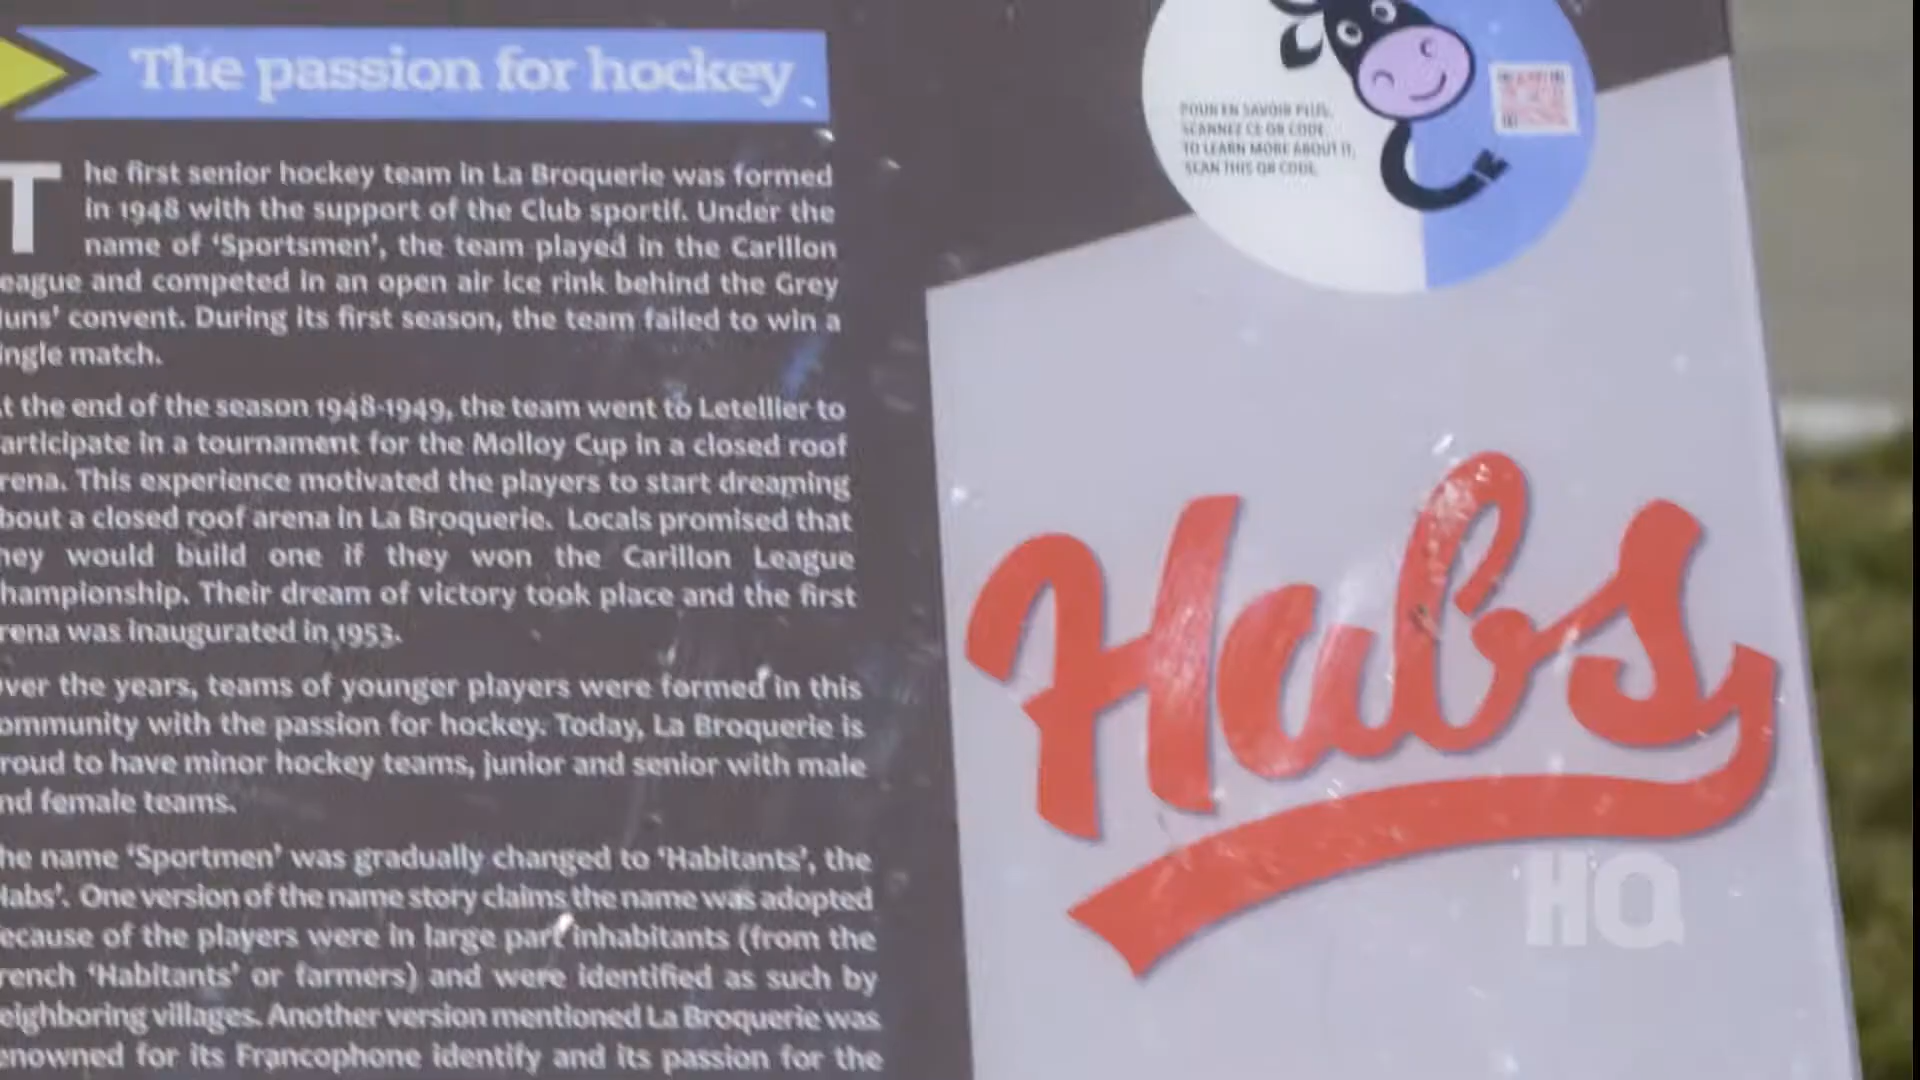 The passion for hockey
The first senior hockey team in La Broquerie was formed
in 1948 with the support of the Club sportif. Under the
name of ‘Sportsmen’, the team played in the Carillon
eague and competed in an open air ice rink behind the Grey
uns’ convent. During its first season, the team failed to win a
ingle match.
t the end of the season 1948-1949, the team went to Letellier to
articipate in a tournament for the Molloy Cup in a closed roof
rena. This experience motivated the players to start dreaming
bout a closed roof arena in La Broquerie. Locals promised that
hey would build one if they won the Carillon League
hampionship. Their dream of victory took place and the first
rena was inaugurated in 1953.
ver the years, teams of younger players were formed in this
ommunity with the passion for hockey. Today, La Broquerie is
roud to have minor hockey teams, junior and senior with male
nd female teams.
he name ‘Sportmen’ was gradually changed to ‘Habitants’, the
Habs’. One version of the name story claims the name was adopted
ecause of the players were in large part inhabitants (from the
rench ‘Habitants’ or farmers) and were identified as such by
eighboring villages. Another version mentioned La Broquerie was
enowned for its Francophone identify and its passion for the
POUR EN SAVOIR PLUS,
SCANNEZ CE QR CODE.
TO LEARN MORE ABOUT IT,
SCAN THIS QR CODE.
Habs
HQ